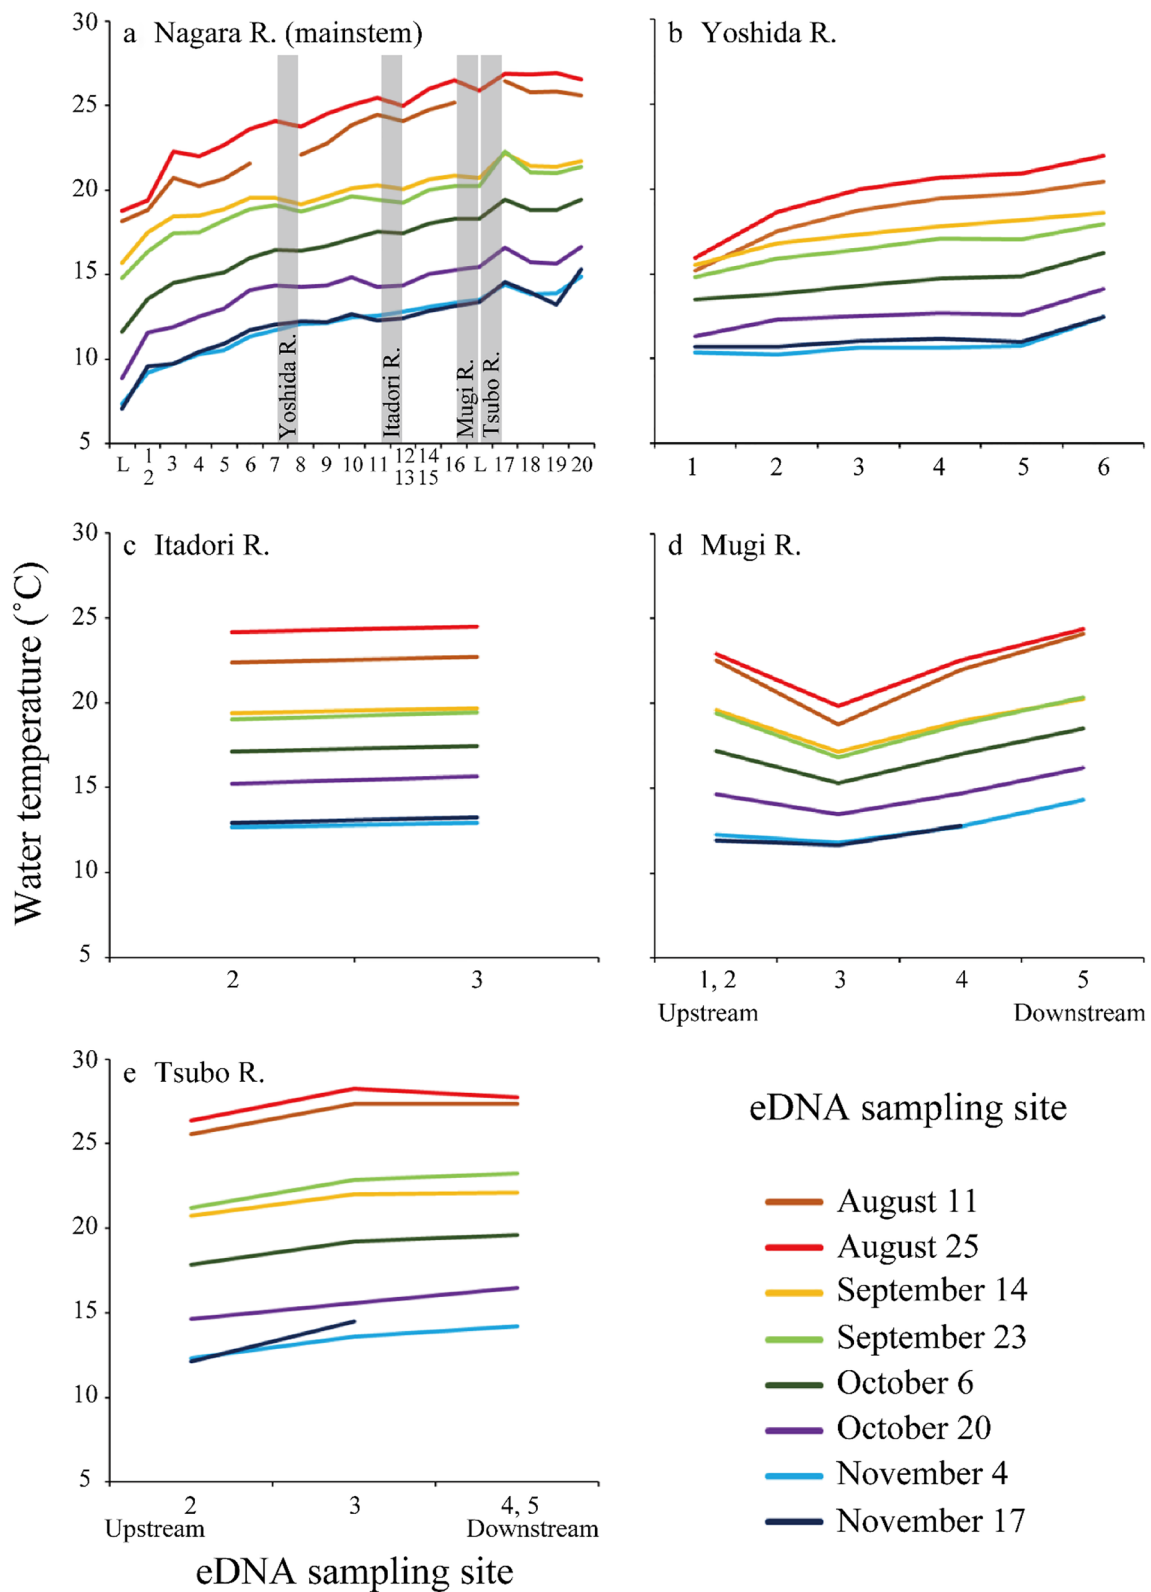 a Nagara R. (mainstem)
30
25
20
15
10
5
Yoshida R.
Itadori R.
Mugi R.
Tsubo R.
L 1 3 4 5 6 7 8 9 10 11 12 14 16 L 17 18 19 20
2 13 15
b Yoshida R.
1 2 3 4 5 6
Water temperature (˚C)
c Itadori R.
30
25
20
15
10
5
2 3
d Mugi R.
1, 2 3 4 5
Upstream Downstream
e Tsubo R.
30
25
20
15
10
5
2 3 4, 5
Upstream Downstream
eDNA sampling site
eDNA sampling site
August 11
August 25
September 14
September 23
October 6
October 20
November 4
November 17